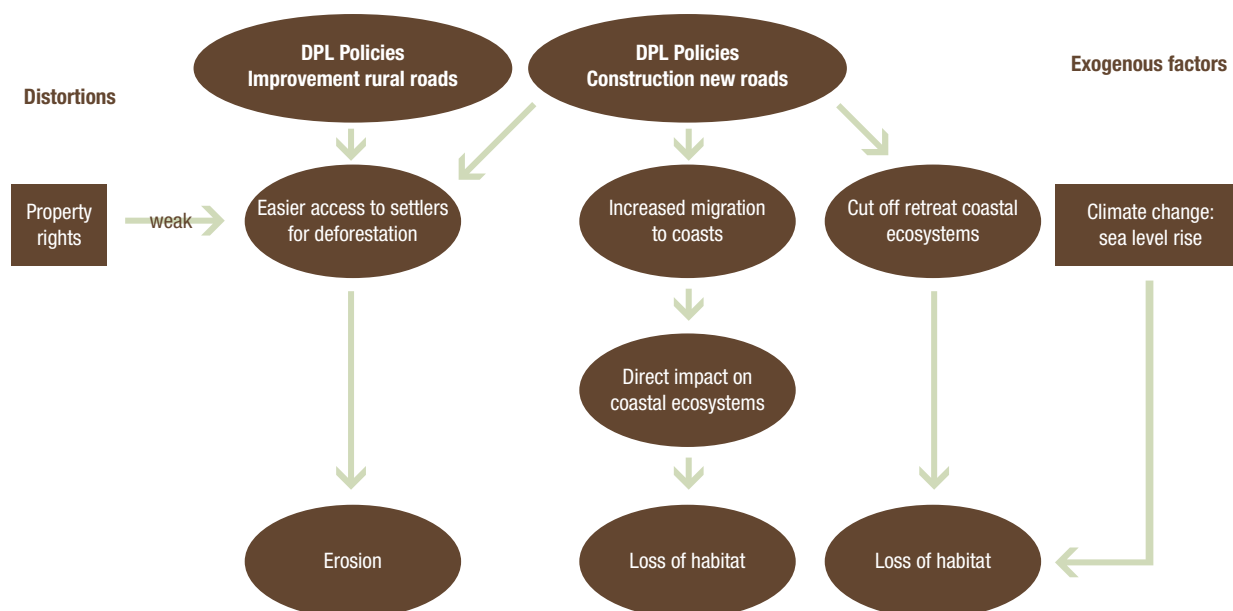 DPL Policies
Improvement rural roads
DPL Policies
Construction new roads
Exogenous factors
Distortions
Property
rights
weak
Easier access to settlers
for deforestation
Increased migration
to coasts
Cut off retreat coastal
ecosystems
Climate change:
sea level rise
Direct impact on
coastal ecosystems
Erosion
Loss of habitat
Loss of habitat